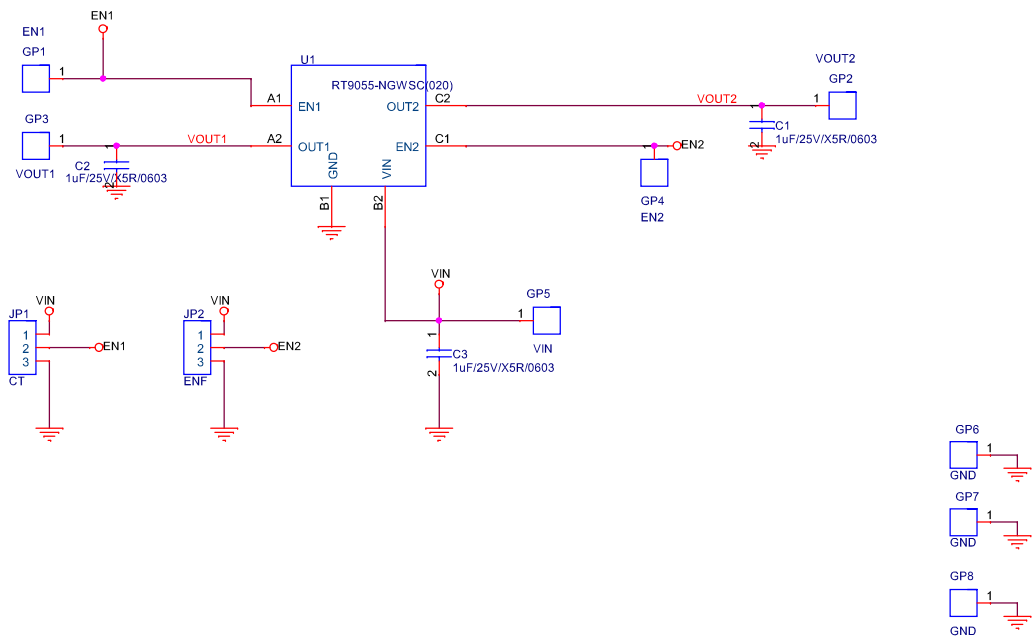 EN1
EN1
GP1
1
GP3
1
VOUT1
VOUT1
1
C2
1uF/25V/X5R/0603
2
U1
RT9055-NGWSC(020)
A1
EN1
A2
OUT1
OUT2
C2
EN2
C1
GND
VIN
B1
B2
VOUT2
VOUT2
GP2
1
1
C1
1uF/25V/X5R/0603
2
1
EN2
GP4
EN2
VIN
GP5
1
VIN
1
C3
1uF/25V/X5R/0603
2
JP1
VIN
1
2
3
EN1
CT
JP2
VIN
1
2
3
EN2
ENF
GP6
1
GND
GP7
1
GND
GP8
1
GND